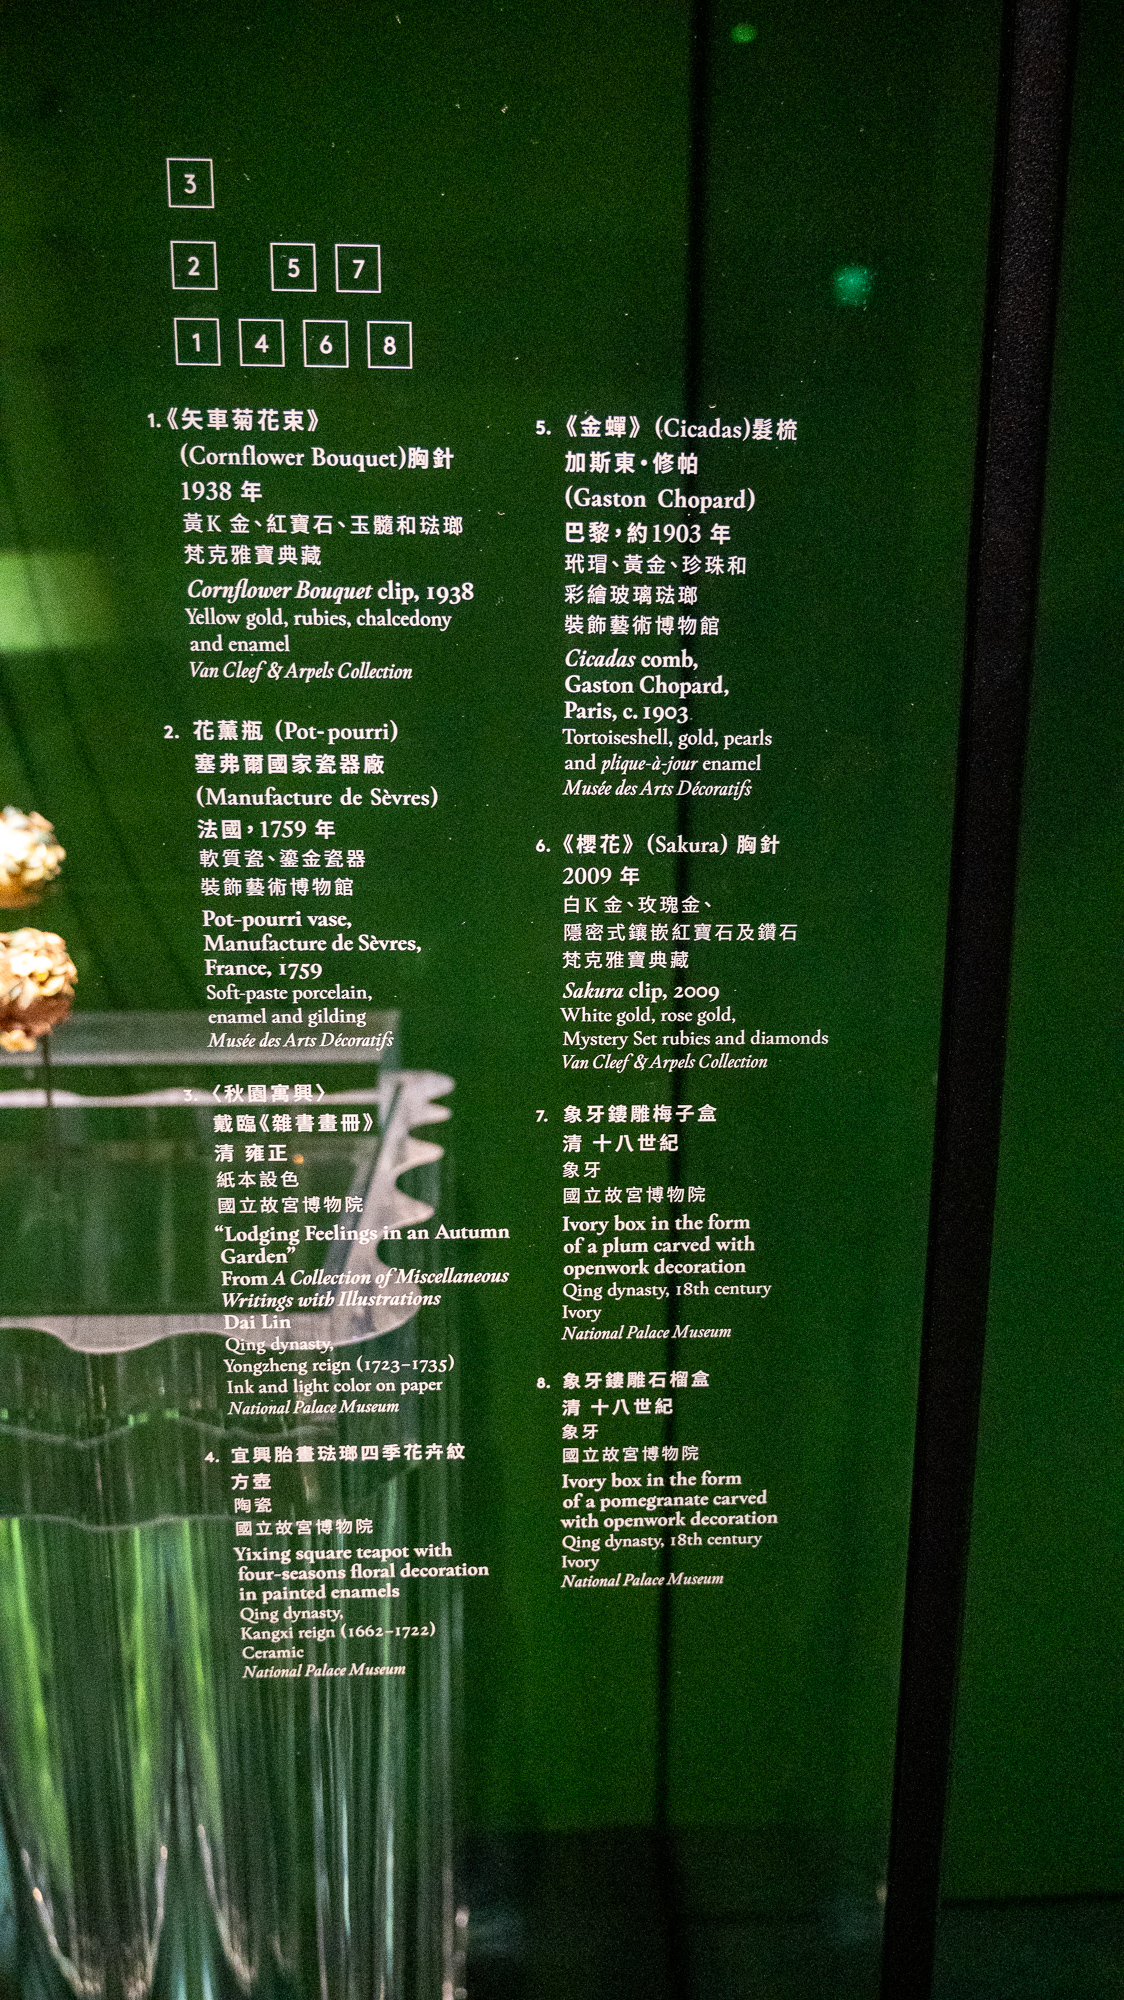 3
2 5 7
1 4 6 8
1.《矢車菊花束》
(Cornflower Bouquet)胸針
1938 年
黃K 金、紅寶石、玉髓和琺瑯
梵克雅寶典藏
Cornflower Bouquet clip, 1938
Yellow gold, rubies, chalcedony
and enamel
Van Cleef & Arpels Collection
2. 花薰瓶 (Pot-pourri)
塞弗爾國家瓷器廠
(Manufacture de Sèvres)
法國，1759 年
軟質瓷、鎏金瓷器
裝飾藝術博物館
Pot-pourri vase,
Manufacture de Sèvres,
France, 1759
Soft-paste porcelain,
enamel and gilding
Musée des Arts Décoratifs
3. 〈秋園寓興〉
戴臨《雜書畫冊》
清 雍正
紙本設色
國立故宮博物院
“Lodging Feelings in an Autumn
Garden”
From A Collection of Miscellaneous
Writings with Illustrations
Dai Lin
Qing dynasty,
Yongzheng reign (1723–1735)
Ink and light color on paper
National Palace Museum
4. 宜興胎畫琺瑯四季花卉紋
方壺
陶瓷
國立故宮博物院
Yixing square teapot with
four-seasons floral decoration
in painted enamels
Qing dynasty,
Kangxi reign (1662–1722)
Ceramic
National Palace Museum
5. 《金蟬》 (Cicadas)髮梳
加斯東・修帕
(Gaston Chopard)
巴黎，約1903 年
玳瑁、黃金、珍珠和
彩繪玻璃琺瑯
裝飾藝術博物館
Cicadas comb,
Gaston Chopard,
Paris, c. 1903
Tortoiseshell, gold, pearls
and plique-à-jour enamel
Musée des Arts Décoratifs
6. 《櫻花》 (Sakura) 胸針
2009 年
白K 金、玫瑰金、
隱密式鑲嵌紅寶石及鑽石
梵克雅寶典藏
Sakura clip, 2009
White gold, rose gold,
Mystery Set rubies and diamonds
Van Cleef & Arpels Collection
7. 象牙鏤雕梅子盒
清 十八世紀
象牙
國立故宮博物院
Ivory box in the form
of a plum carved with
openwork decoration
Qing dynasty, 18th century
Ivory
National Palace Museum
8. 象牙鏤雕石榴盒
清 十八世紀
象牙
國立故宮博物院
Ivory box in the form
of a pomegranate carved
with openwork decoration
Qing dynasty, 18th century
Ivory
National Palace Museum